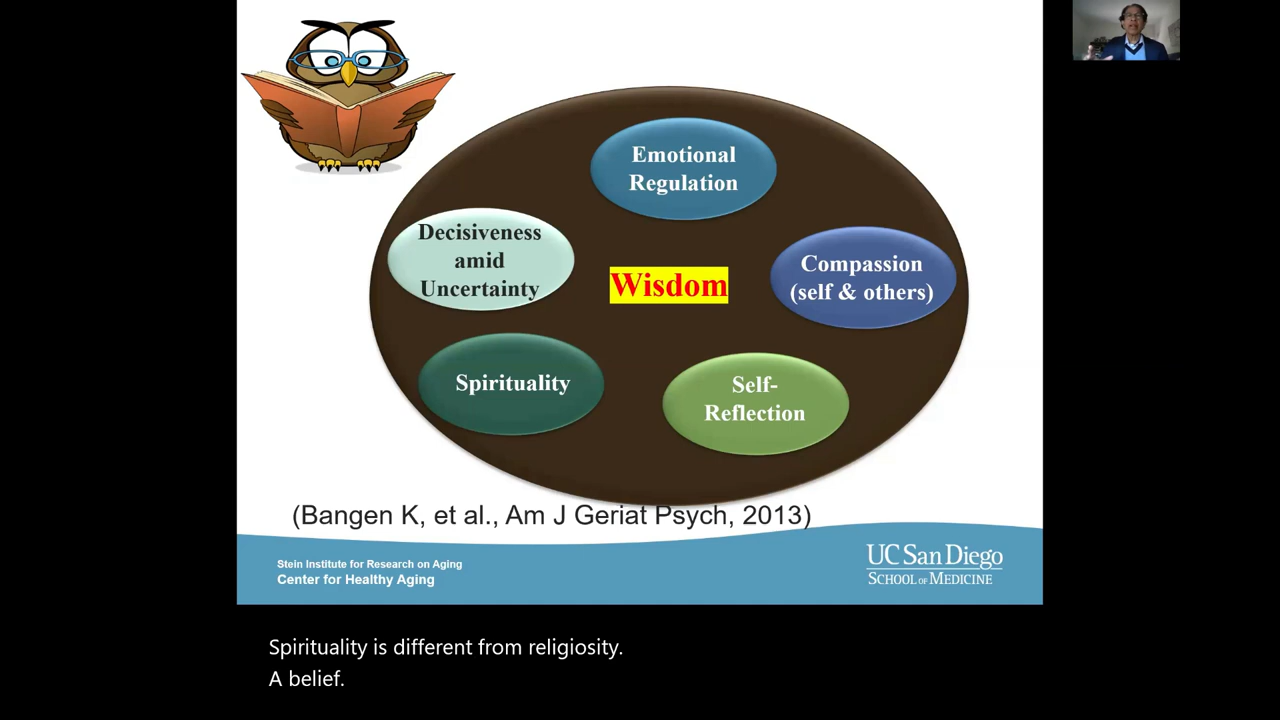 Emotional
Regulation
Decisiveness
amid
Uncertainty
Wisdom
Compassion
(self & others)
Spirituality
Self-
Reflection
(Bangen K, et al., Am J Geriat Psych, 2013)
Stein Institute for Research on Aging
Center for Healthy Aging
UC San Diego
SCHOOL OF MEDICINE
Spirituality is different from religiosity.
A belief.